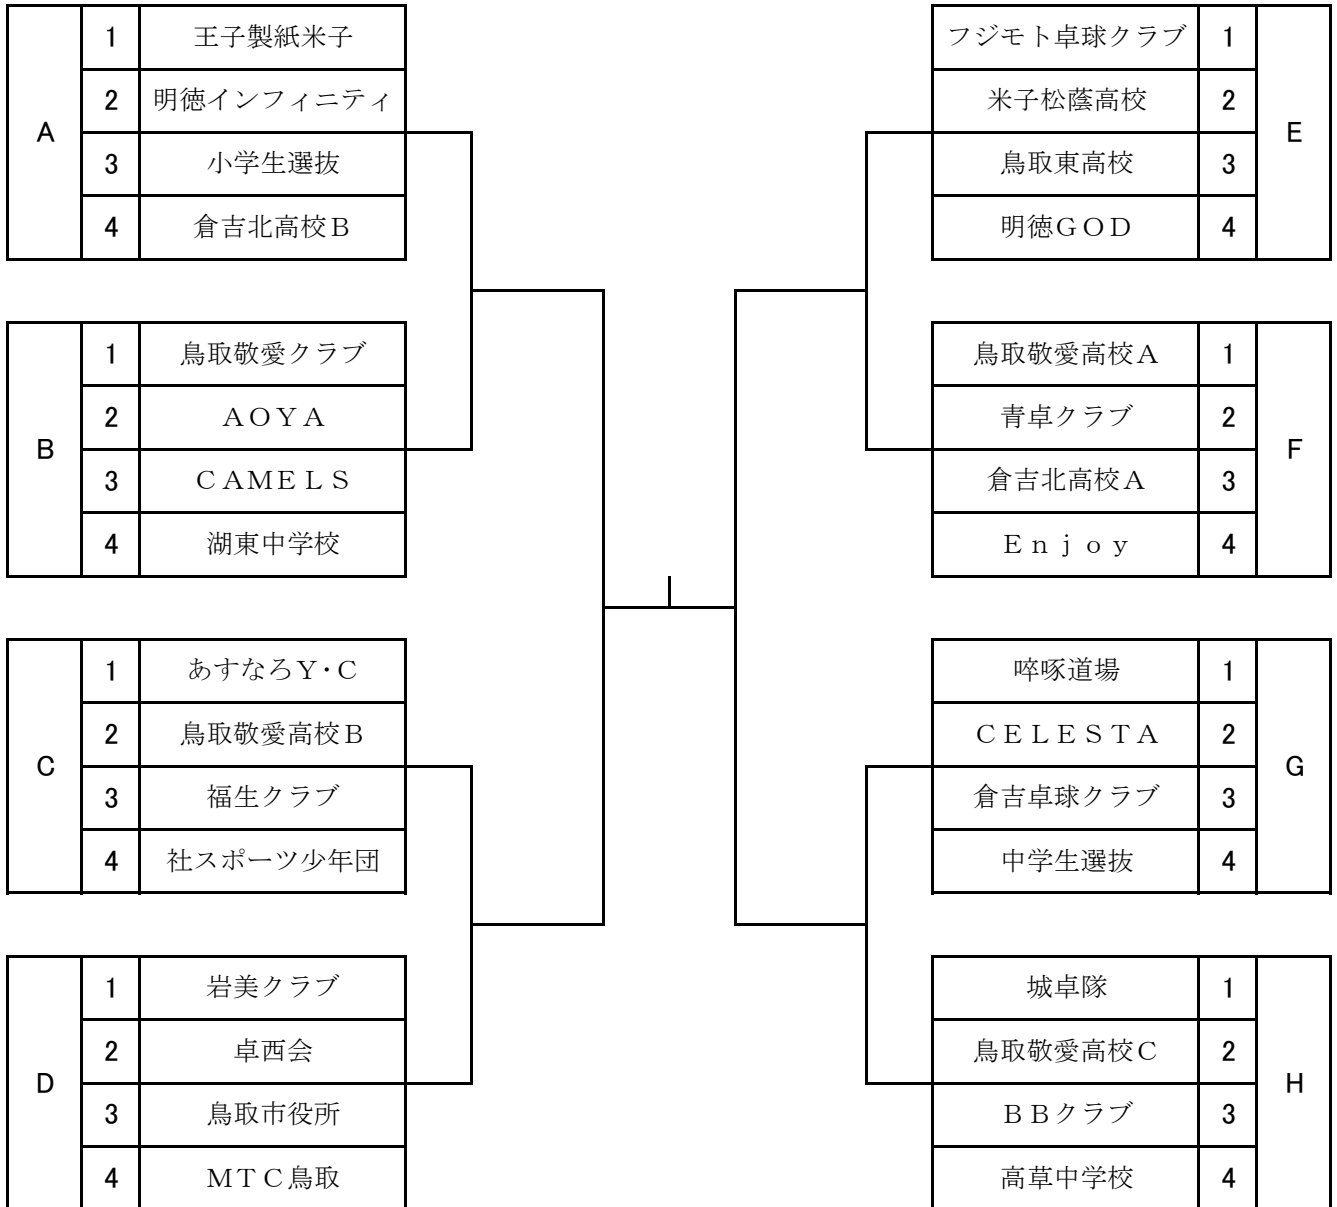 A
1 王子製紙米子
2 明徳インフィニティ
3 小学生選抜
4 倉吉北高校Ｂ
B
1 鳥取敬愛クラブ
2 ＡＯＹＡ
3 ＣＡＭＥＬＳ
4 湖東中学校
C
1 あすなろＹ・Ｃ
2 鳥取敬愛高校Ｂ
3 福生クラブ
4 社スポーツ少年団
D
1 岩美クラブ
2 卓西会
3 鳥取市役所
4 ＭＴＣ鳥取
フジモト卓球クラブ 1
米子松蔭高校 2
鳥取東高校 3
明徳ＧＯＤ 4
E
鳥取敬愛高校Ａ 1
青卓クラブ 2
倉吉北高校Ａ 3
Ｅｎｊｏｙ 4
F
啐啄道場 1
ＣＥＬＥＳＴＡ 2
倉吉卓球クラブ 3
中学生選抜 4
G
城卓隊 1
鳥取敬愛高校Ｃ 2
ＢＢクラブ 3
高草中学校 4
H